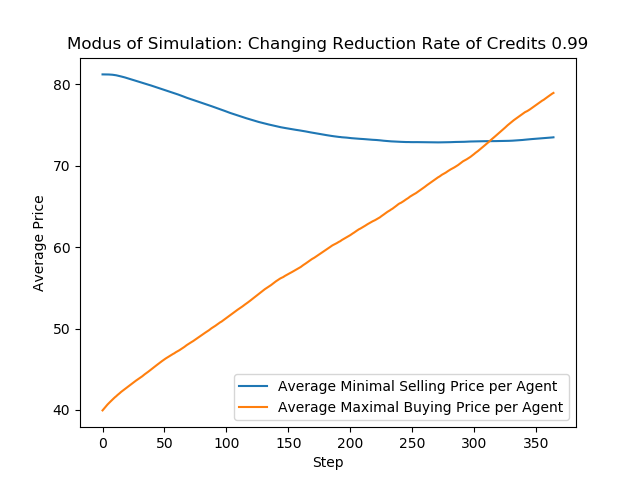 Modus of Simulation: Changing Reduction Rate of Credits 0.99
80
70
60
50
40
Average Price
0 50 100 150 200 250 300 350
Step
Average Minimal Selling Price per Agent
Average Maximal Buying Price per Agent